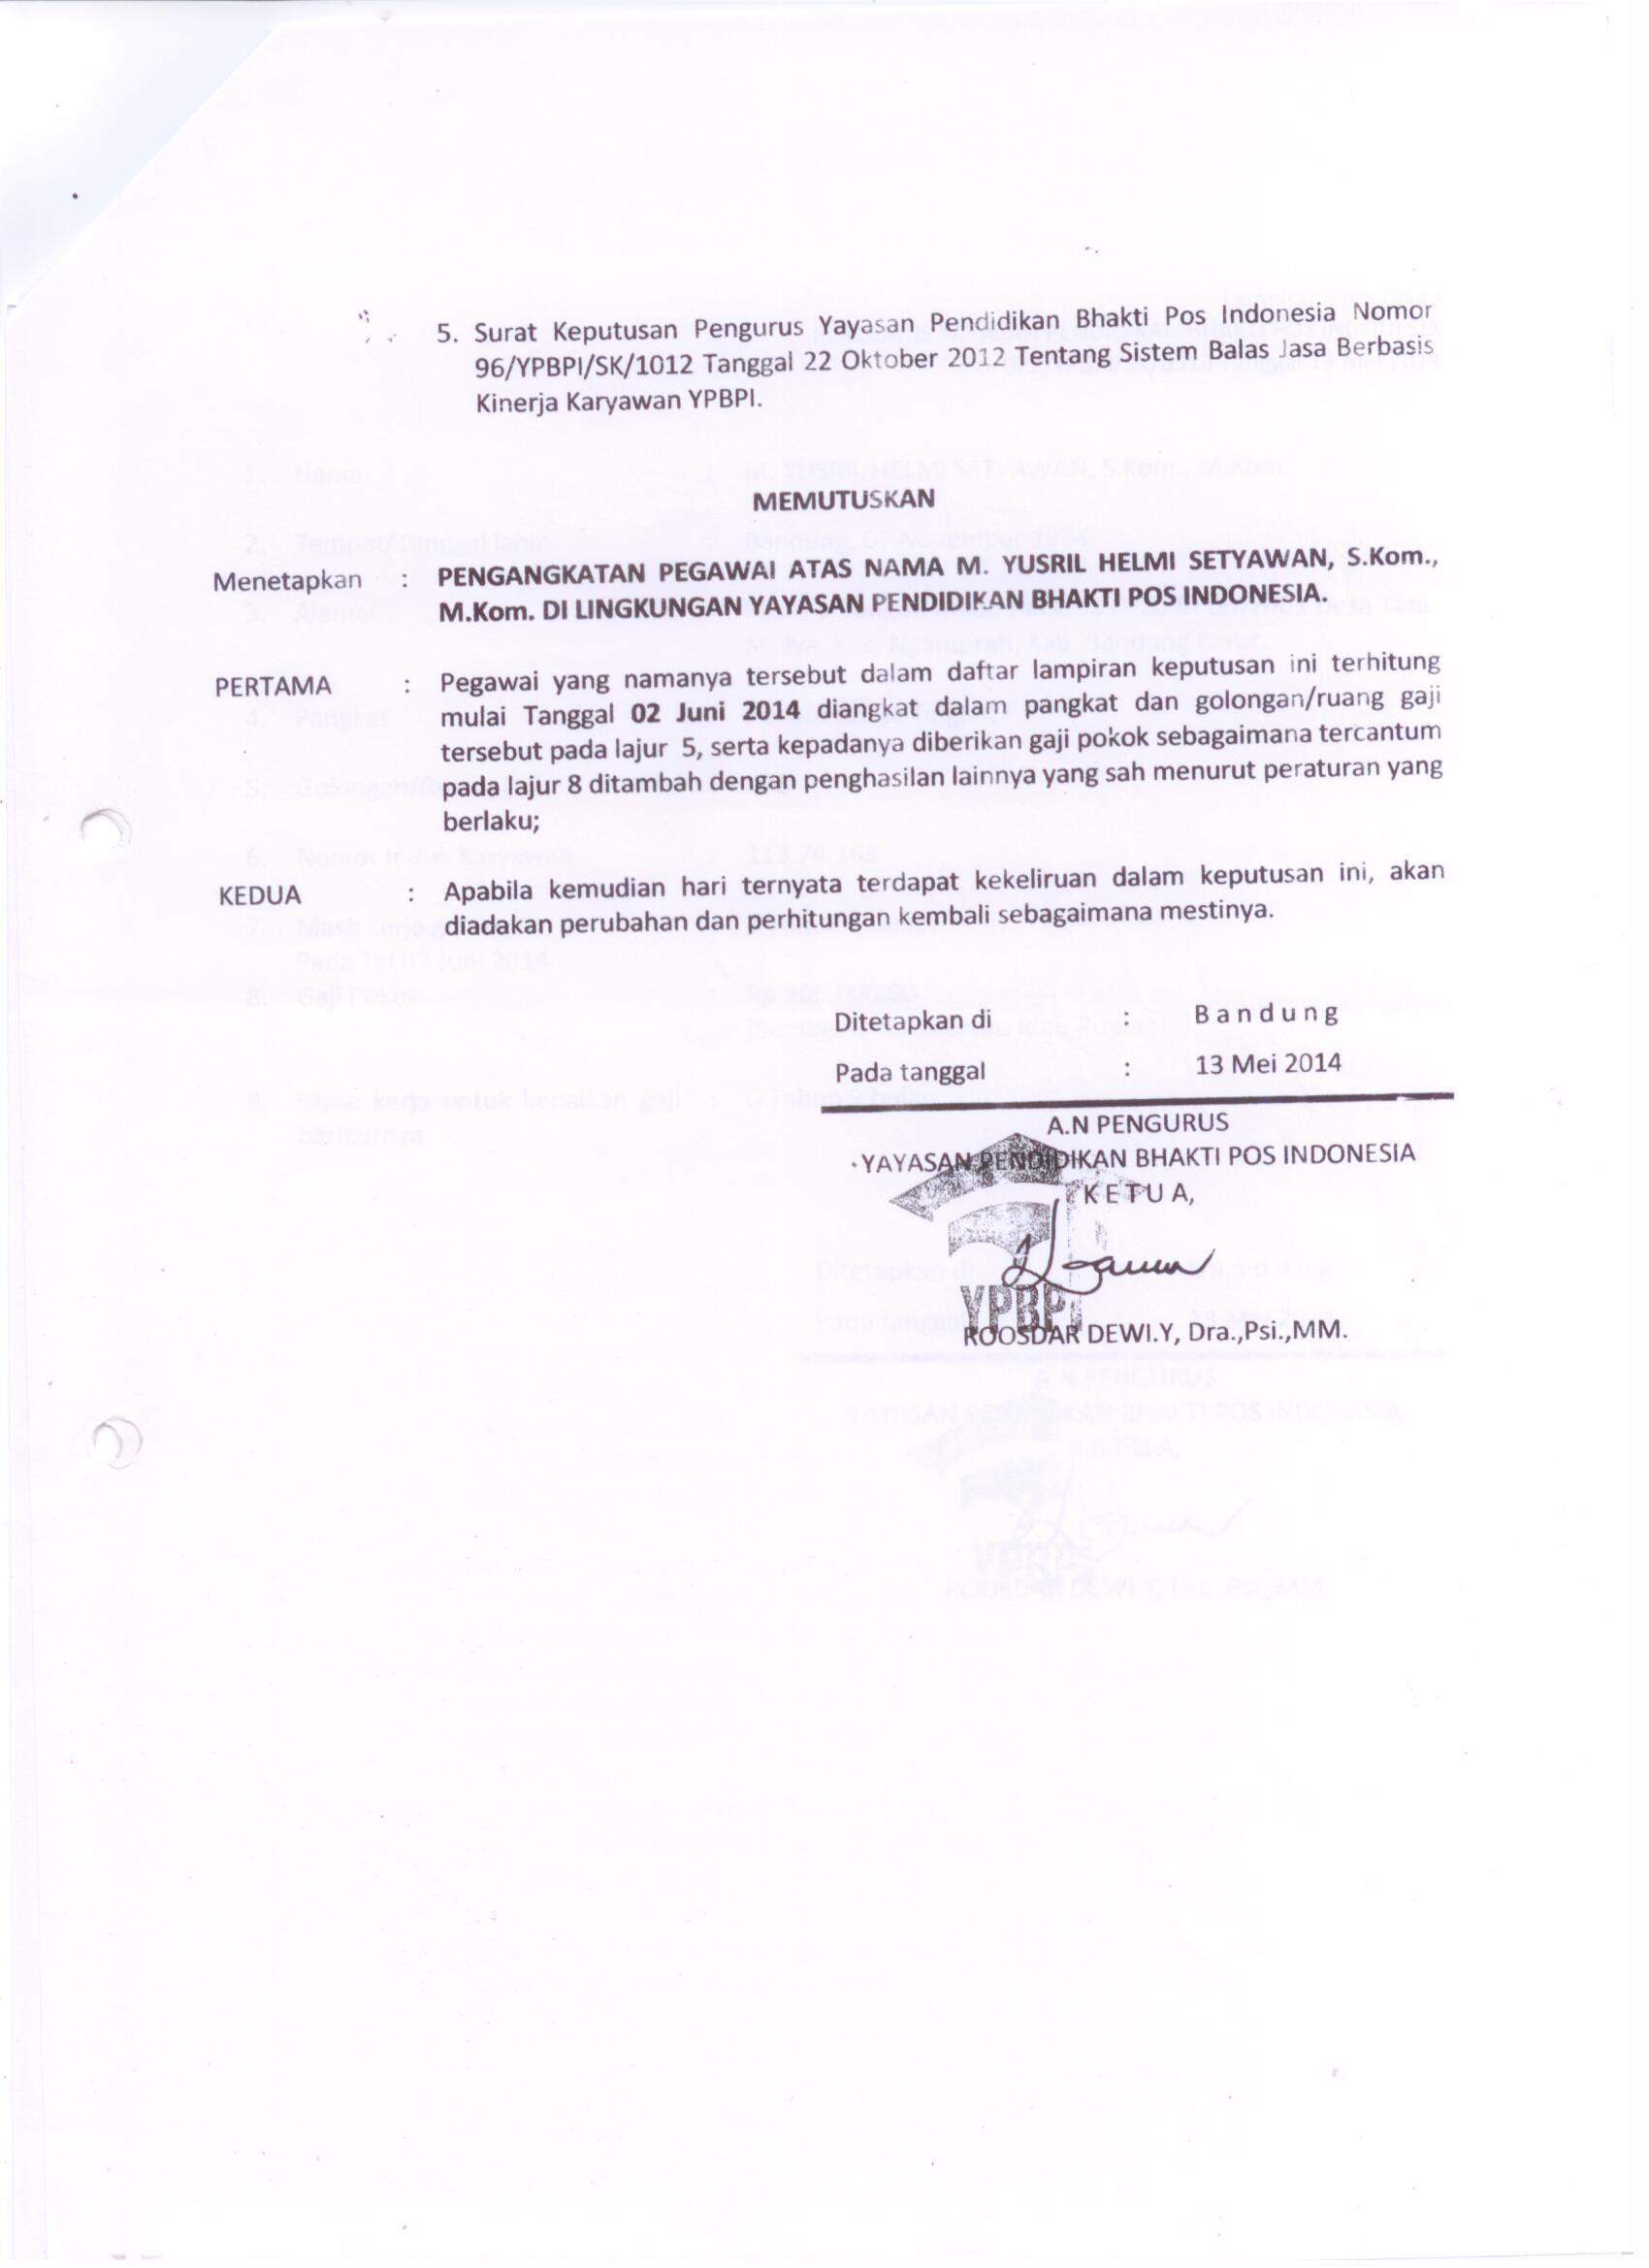 5. Surat Keputusan Pengurus Yayasan Pendidikan Bhakti Pos Indonesia Nomor
96/YPBPI/SK/1012 Tanggal 22 Oktober 2012 Tentang Sistem Balas Jasa Berbasis
Kinerja Karyawan YPBPI.
MEMUTUSKAN
Menetapkan : PENGANGKATAN PEGAWAI ATAS NAMA M. YUSRIL HELMI SETYAWAN, S.Kom.,
M.Kom. DI LINGKUNGAN YAYASAN PENDIDIKAN BHAKTI POS INDONESIA.
PERTAMA : Pegawai yang namanya tersebut dalam daftar lampiran keputusan ini terhitung
mulai Tanggal 02 Juni 2014 diangkat dalam pangkat dan golongan/ruang gaji
tersebut pada lajur 5, serta kepadanya diberikan gaji pokok sebagaimana tercantum
pada lajur 8 ditambah dengan penghasilan lainnya yang sah menurut peraturan yang
berlaku;
KEDUA : Apabila kemudian hari ternyata terdapat kekeliruan dalam keputusan ini, akan
diadakan perubahan dan perhitungan kembali sebagaimana mestinya.
Ditetapkan di : B a n d u n g
Pada tanggal : 13 Mei 2014
A.N PENGURUS
YAYASAN PENDIDIKAN BHAKTI POS INDONESIA
K E T U A,
YPBPI
ROOSDAR DEWI.Y, Dra.,Psi.,MM.